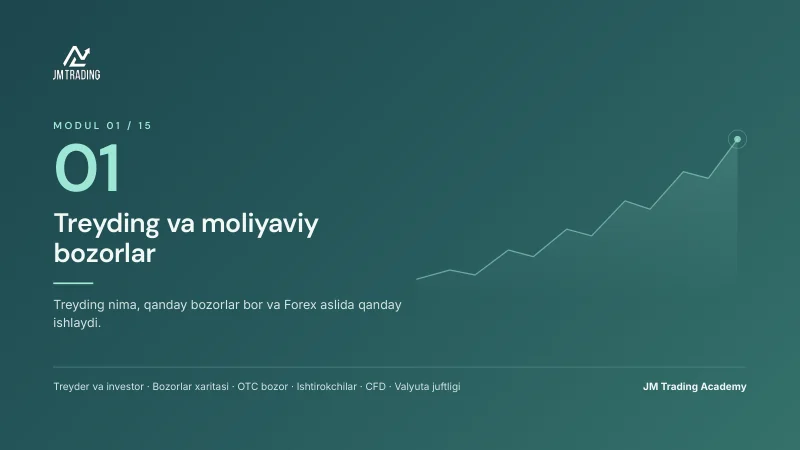 JM TRADING
MODUL 01 / 15
01
Treyding va moliyaviy
bozorlar
Treyding nima, qanday bozorlar bor va Forex aslida qanday
ishlaydi.
Treyder va investor · Bozorlar xaritasi · OTC bozor · Ishtirokchilar · CFD · Valyuta juftligi
JM Trading Academy